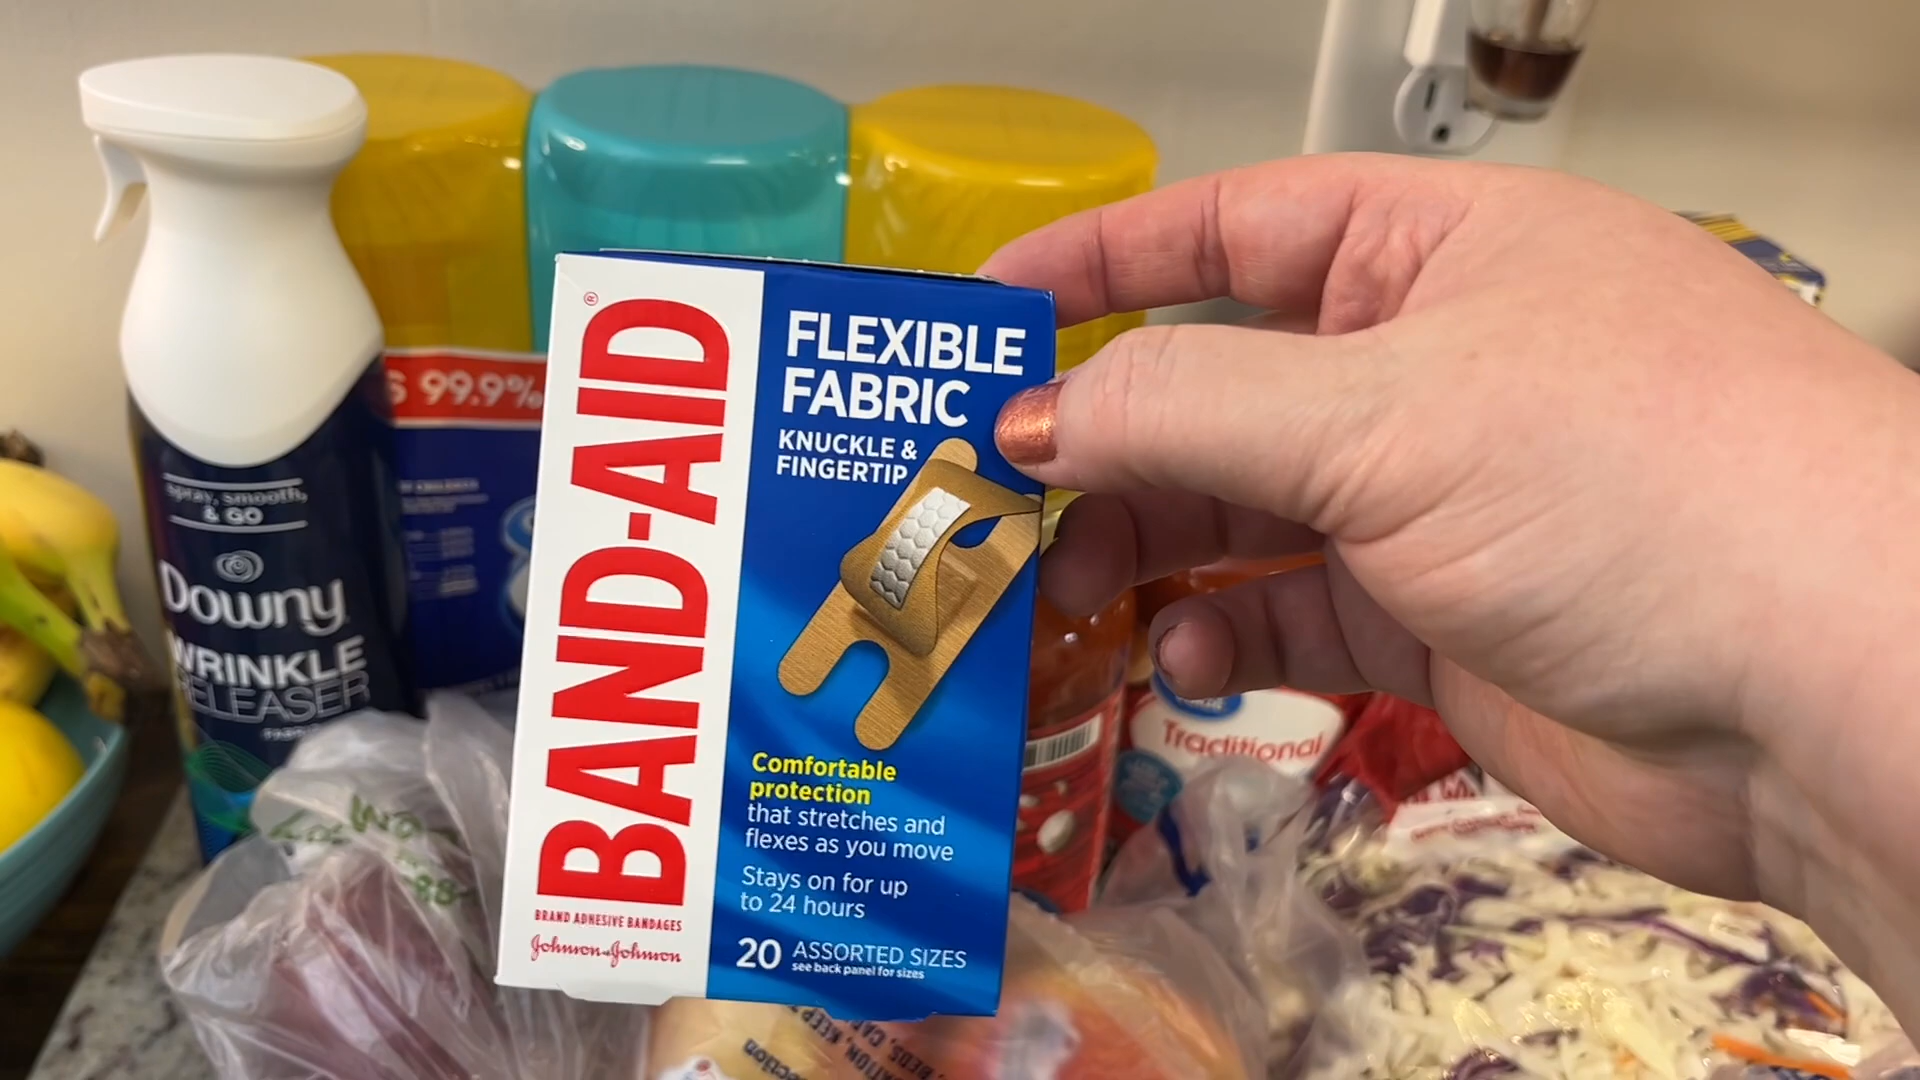 BAND-AID®
BRAND ADHESIVE BANDAGES
Johnson & Johnson
FLEXIBLE
FABRIC
KNUCKLE &
FINGERTIP
Comfortable
protection
that stretches and
flexes as you move
Stays on for up
to 24 hours
20 ASSORTED SIZES
see back panel for sizes
spray, smooth,
& GO
Downy
WRINKLE
RELEASER
S 99.9%
Traditional